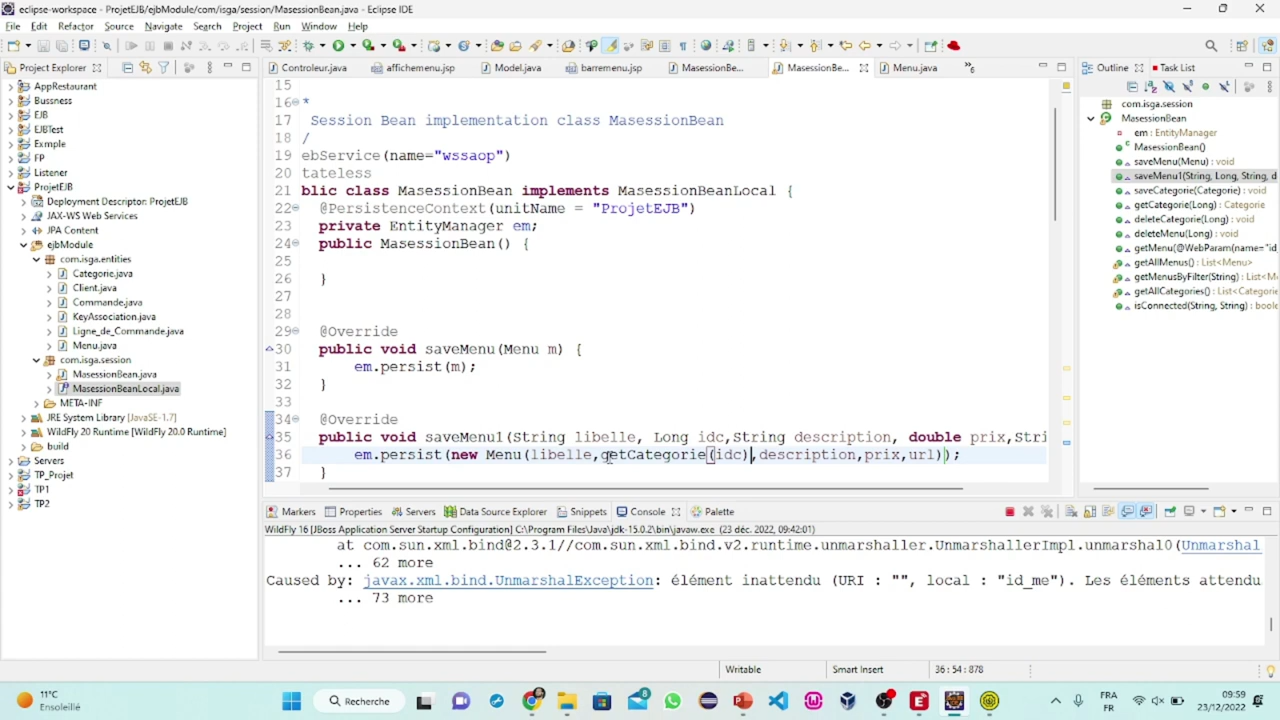 eclipse-workspace - ProjetEJB/ejbModule/com/isga/session/MasessionBean.java - Eclipse IDE
File Edit Refactor Source Navigate Search Project Run Window Help
Project Explorer
AppRestaurant
Bussness
EJB
EJBTest
Exmple
FP
Listener
ProjetEJB
Deployment Descriptor: ProjetEJB
JAX-WS Web Services
JPA Content
ejbModule
com.isga.entities
Categorie.java
Client.java
Commande.java
KeyAssociation.java
Ligne_de_Commande.java
Menu.java
com.isga.session
MasessionBean.java
MasessionBeanLocal.java
META-INF
JRE System Library [JavaSE-1.7]
WildFly 20 Runtime [WildFly 20.0 Runtime]
build
Servers
TP_Projet
TP1
TP2
Controleur.java affichemenu.jsp Model.java barremenu.jsp MasessionBe... MasessionBe... Menu.java
15
16 *
17 Session Bean implementation class MasessionBean
18 /
19 ebService(name="wssaop")
20 tateless
21 blic class MasessionBean implements MasessionBeanLocal {
22 @PersistenceContext(unitName = "ProjetEJB")
23 private EntityManager em;
24 public MasessionBean() {
25
26 }
27
28
29 @Override
30 public void saveMenu(Menu m) {
31 em.persist(m);
32 }
33
34 @Override
35 public void saveMenu1(String libelle, Long idc,String description, double prix,Stri
36 em.persist(new Menu(libelle,getCategorie(idc),description,prix,url));
37 }
Outline Task List
com.isga.session
MasessionBean
em : EntityManager
MasessionBean()
saveMenu(Menu) : void
saveMenu1(String, Long, String, d
saveCategorie(Categorie) : void
getCategorie(Long) : Categorie
deleteCategorie(Long) : void
deleteMenu(Long) : void
getMenu(@WebParam(name="id
getAllMenus() : List<Menu>
getMenusByFilter(String) : List<Me
getAllCategories() : List<Categorie
isConnected(String, String) : boole
Markers Properties Servers Data Source Explorer Snippets Console Palette
WildFly 16 [JBoss Application Server Startup Configuration] C:\Program Files\Java\jdk-15.0.2\bin\javaw.exe (23 déc. 2022, 09:42:01)
at com.sun.xml.bind@2.3.1//com.sun.xml.bind.v2.runtime.unmarshaller.UnmarshallerImpl.unmarshal0(Unmarshal
... 62 more
Caused by: javax.xml.bind.UnmarshalException: élément inattendu (URI : "", local : "id_me"). Les éléments attendu
... 73 more
Writable Smart Insert 36 : 54 : 878
11°C
Ensoleillé
Recherche
8
FRA
FR
09:59
23/12/2022